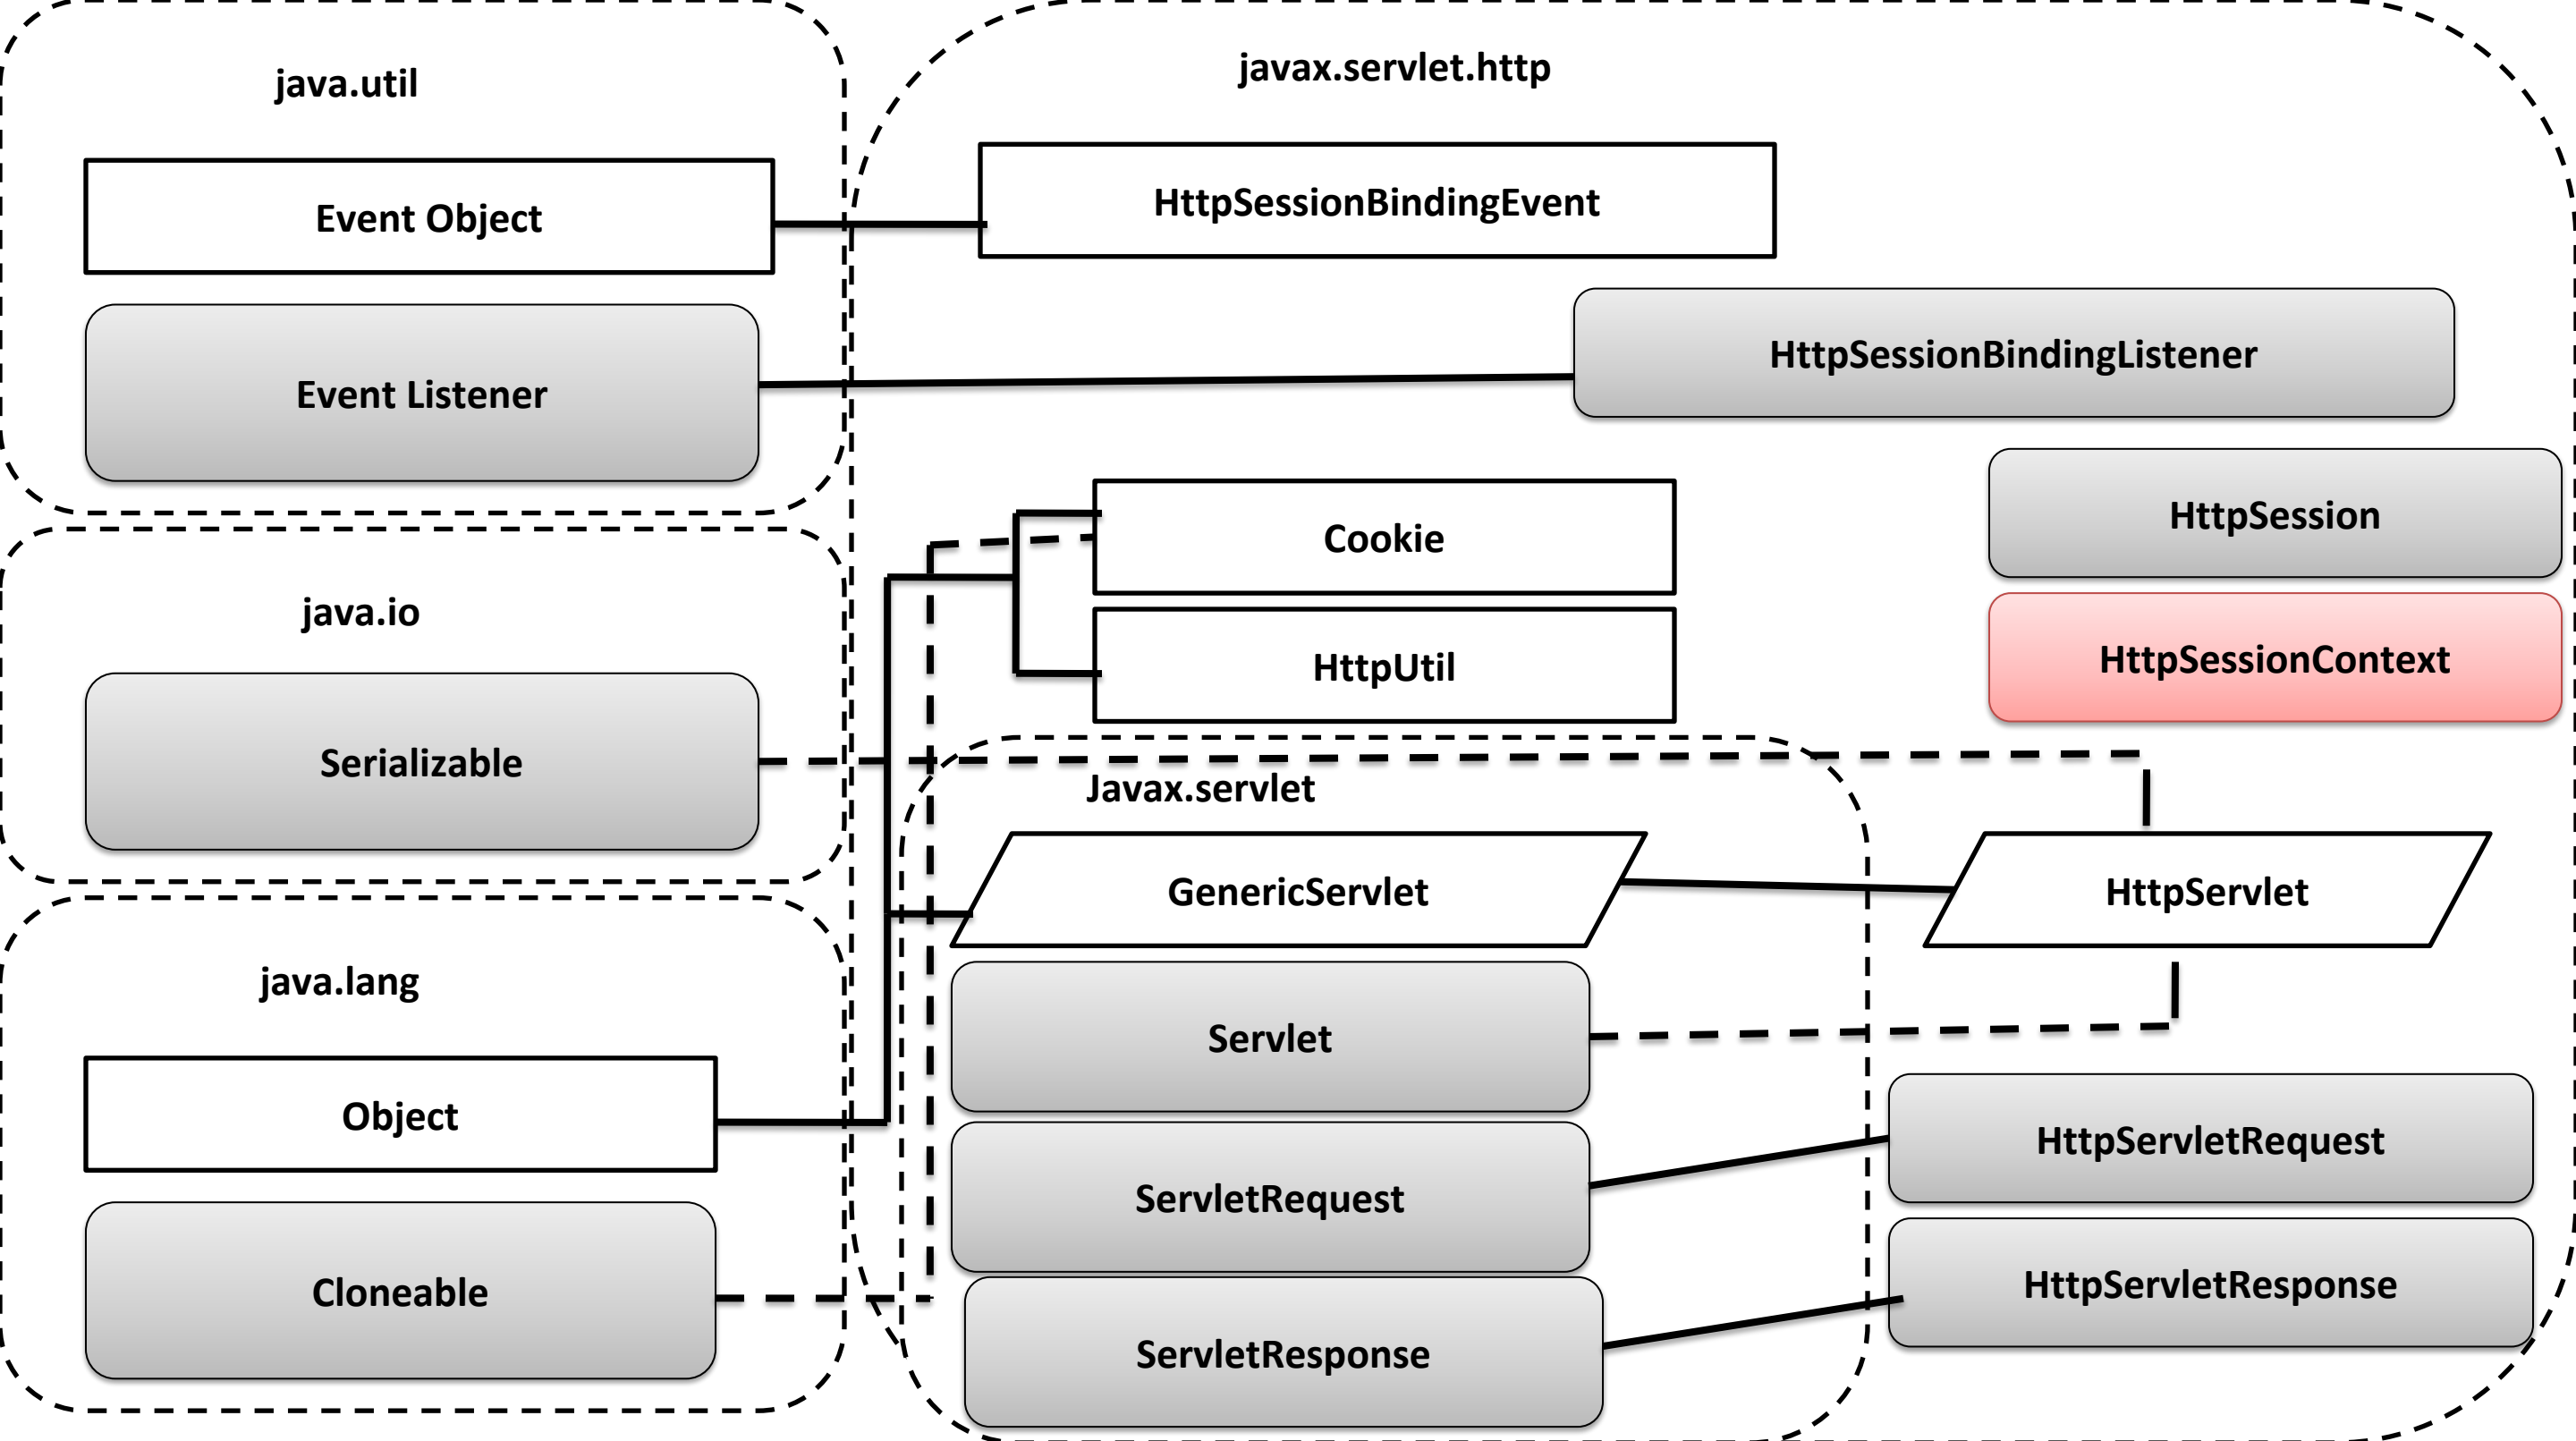 java.util
Event Object
Event Listener
java.io
Serializable
java.lang
Object
Cloneable
javax.servlet.http
HttpSessionBindingEvent
HttpSessionBindingListener
Cookie
HttpUtil
HttpSession
HttpSessionContext
Javax.servlet
GenericServlet
Servlet
ServletRequest
ServletResponse
HttpServlet
HttpServletRequest
HttpServletResponse